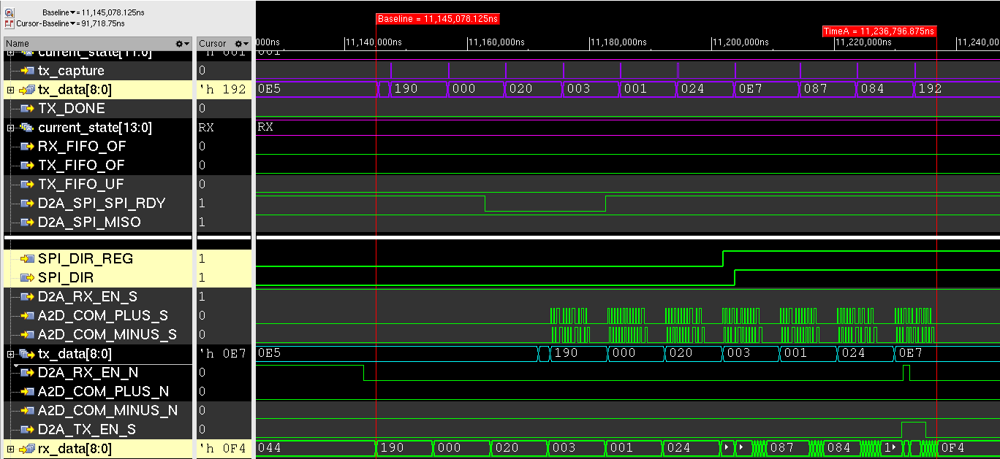 Baseline ▾= 11,145,078.125ns
Cursor-Baseline ▾= 91,718.75ns
Baseline = 11,145,078.125ns
TimeA = 11,236,796.875ns
Name Cursor 000ns 11,140,000ns 11,160,000ns 11,180,000ns 11,200,000ns 11,220,000ns 11,240,00
current_state[11:0] 'h 001 001
tx_capture 0
tx_data[8:0] 'h 192 0E5 190 000 020 003 001 024 0E7 087 084 192
TX_DONE 0
current_state[13:0] RX RX
RX_FIFO_OF 0
TX_FIFO_OF 0
TX_FIFO_UF 0
D2A_SPI_SPI_RDY 1
D2A_SPI_MISO 1
SPI_DIR_REG 1
SPI_DIR 1
D2A_RX_EN_S 1
A2D_COM_PLUS_S 0
A2D_COM_MINUS_S 0
tx_data[8:0] 'h 0E7 0E5 190 000 020 003 001 024 0E7
D2A_RX_EN_N 0
A2D_COM_PLUS_N 0
A2D_COM_MINUS_N 0
D2A_TX_EN_S 0
rx_data[8:0] 'h 0F4 044 190 000 020 003 001 024 087 084 1 0F4